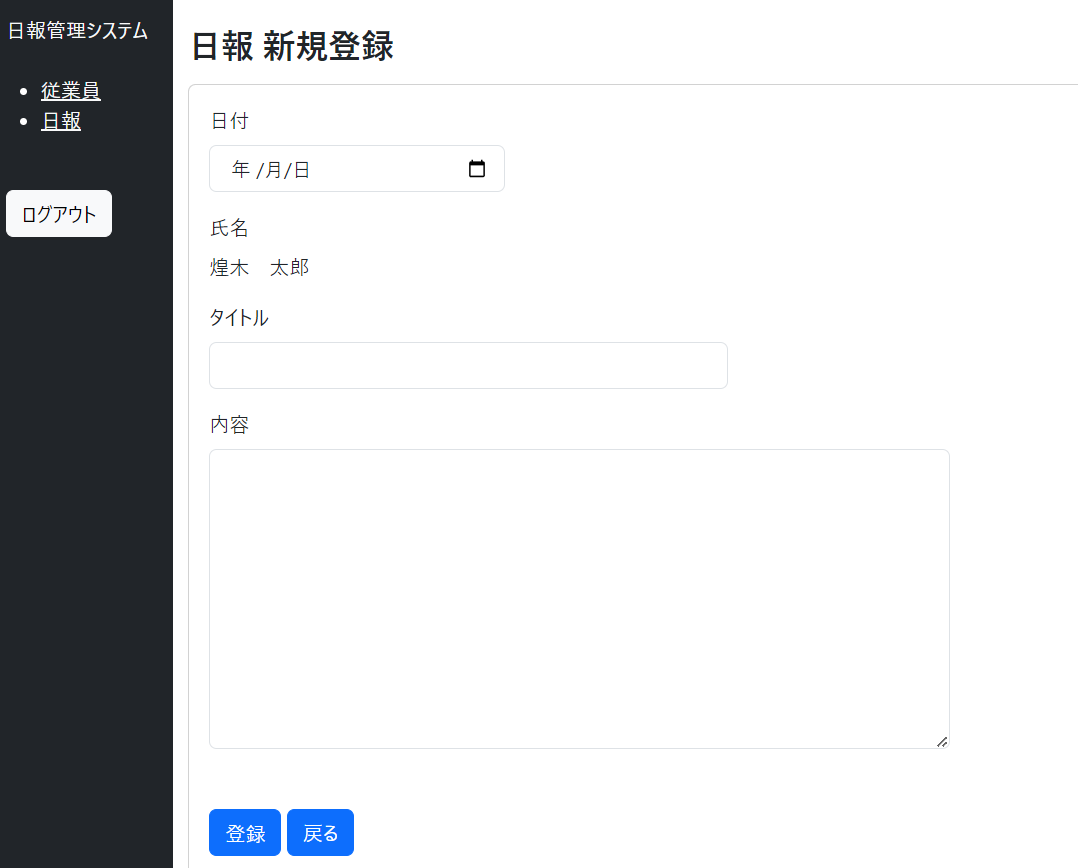 日報管理システム
従業員
日報
ログアウト
日報 新規登録
日付
年 /月/日
氏名
煌木　太郎
タイトル
内容
登録
戻る